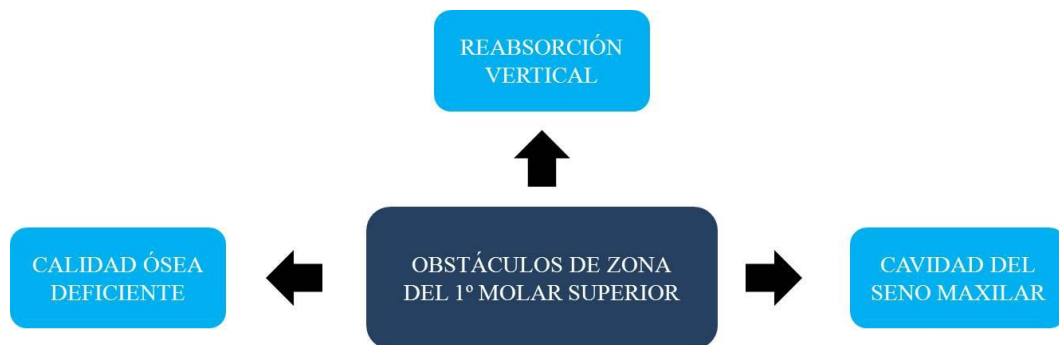 REABSORCIÓN
VERTICAL
CALIDAD ÓSEA
DEFICIENTE
OBSTÁCULOS DE ZONA
DEL 1º MOLAR SUPERIOR
CAVIDAD DEL
SENO MAXILAR